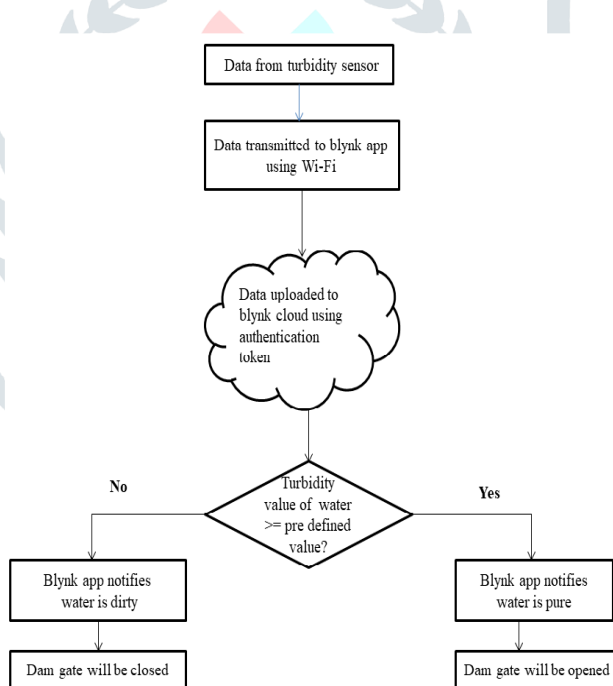 Data from turbidity sensor
Data transmitted to blynk app
using Wi-Fi
Data uploaded to
blynk cloud using
authentication
token
Turbidity
value of water
>= pre defined
value?
No
Yes
Blynk app notifies
water is dirty
Blynk app notifies
water is pure
Dam gate will be closed
Dam gate will be opened